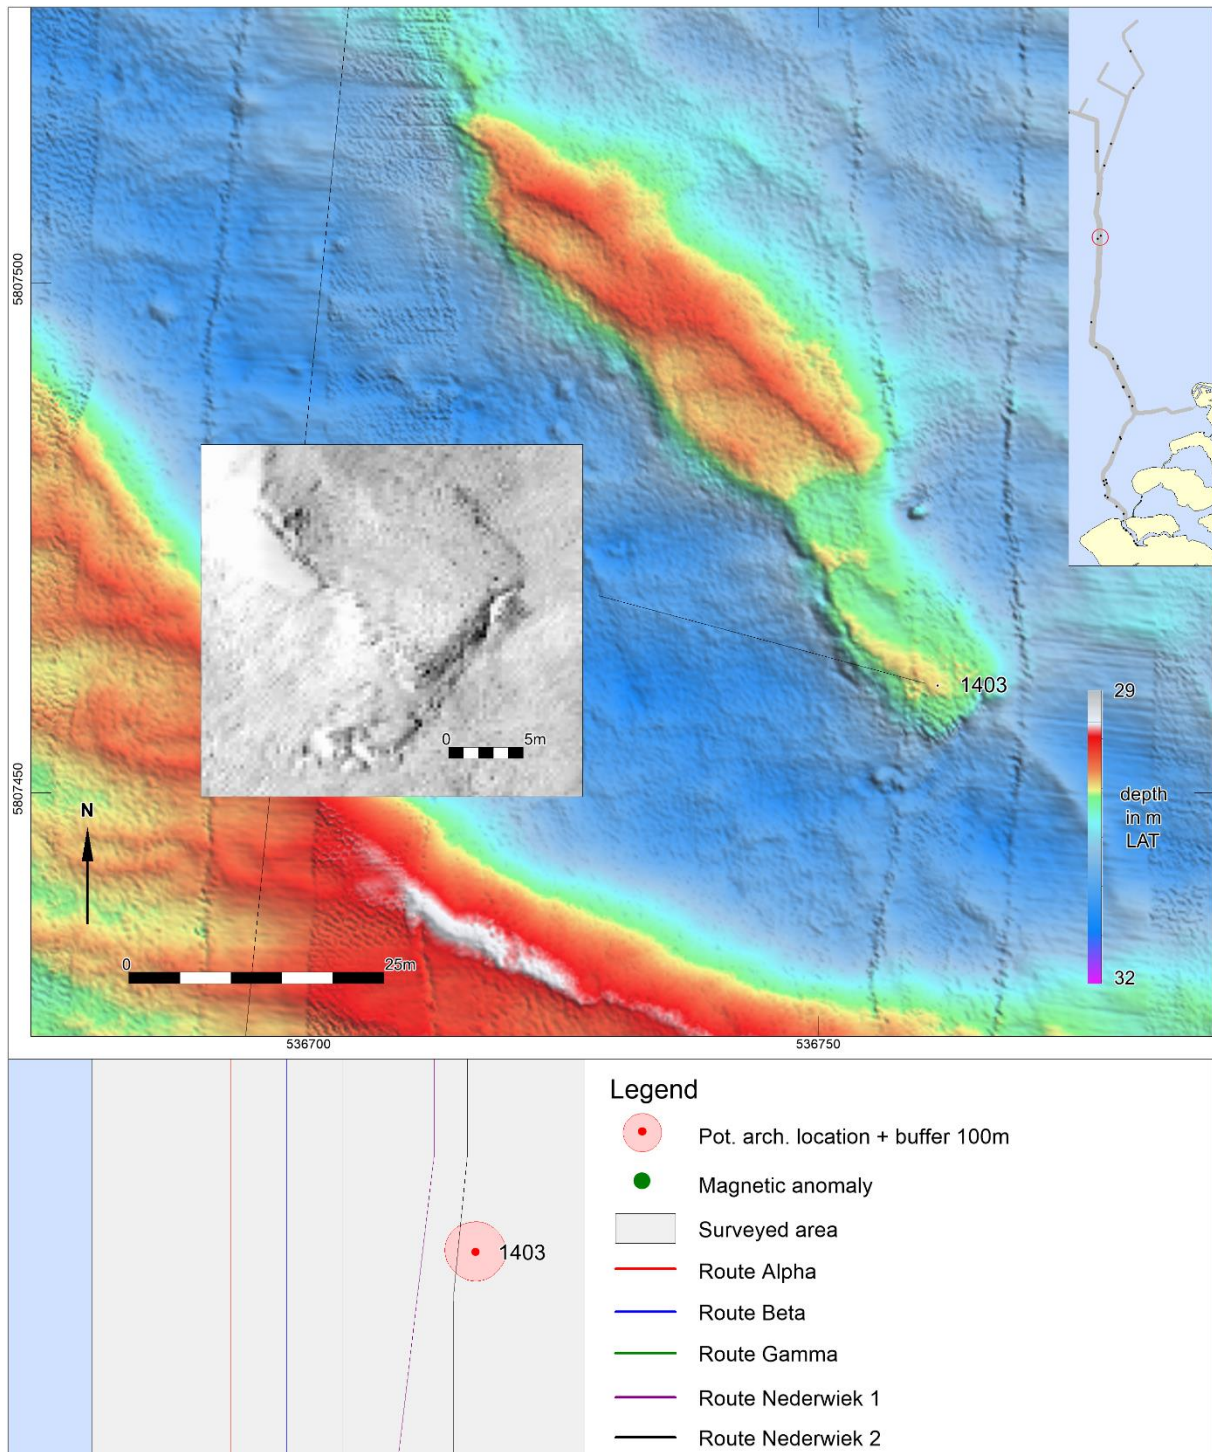 5807500
5807450
0 5m
1403
29
depth
in m
LAT
32
N
0 25m
536700 536750
Legend
Pot. arch. location + buffer 100m
Magnetic anomaly
Surveyed area
Route Alpha
Route Beta
Route Gamma
Route Nederwiek 1
Route Nederwiek 2
1403